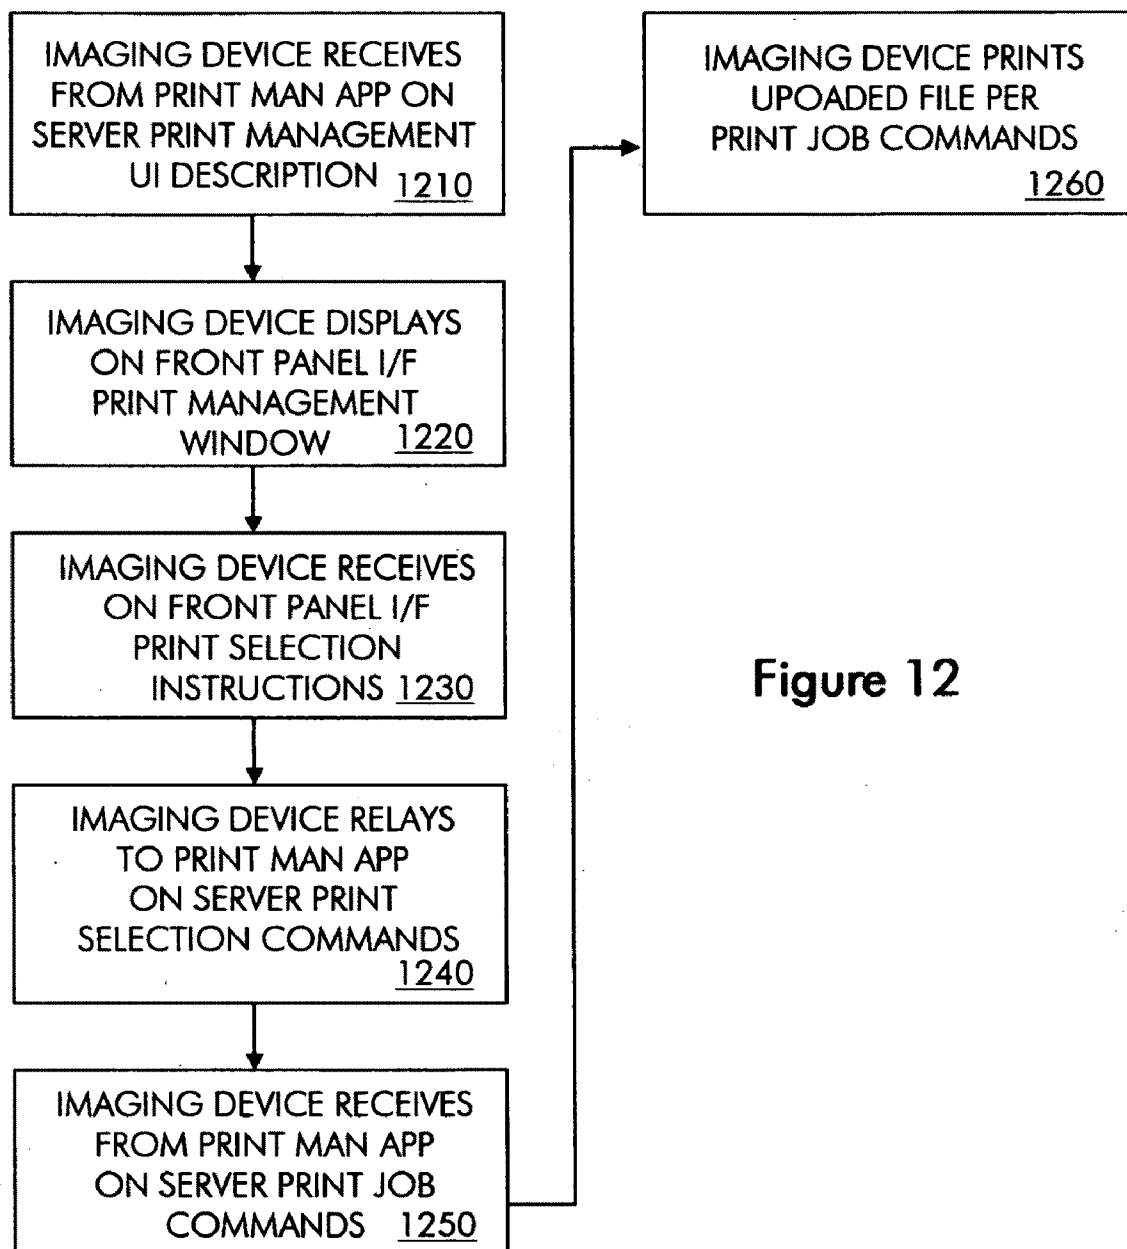 IMAGING DEVICE RECEIVES
FROM PRINT MAN APP ON
SERVER PRINT MANAGEMENT
UI DESCRIPTION 1210
IMAGING DEVICE DISPLAYS
ON FRONT PANEL I/F
PRINT MANAGEMENT
WINDOW 1220
IMAGING DEVICE RECEIVES
ON FRONT PANEL I/F
PRINT SELECTION
INSTRUCTIONS 1230
IMAGING DEVICE RELAYS
TO PRINT MAN APP
ON SERVER PRINT
SELECTION COMMANDS
1240
IMAGING DEVICE RECEIVES
FROM PRINT MAN APP
ON SERVER PRINT JOB
COMMANDS 1250
IMAGING DEVICE PRINTS
UPOADED FILE PER
PRINT JOB COMMANDS
1260
Figure 12